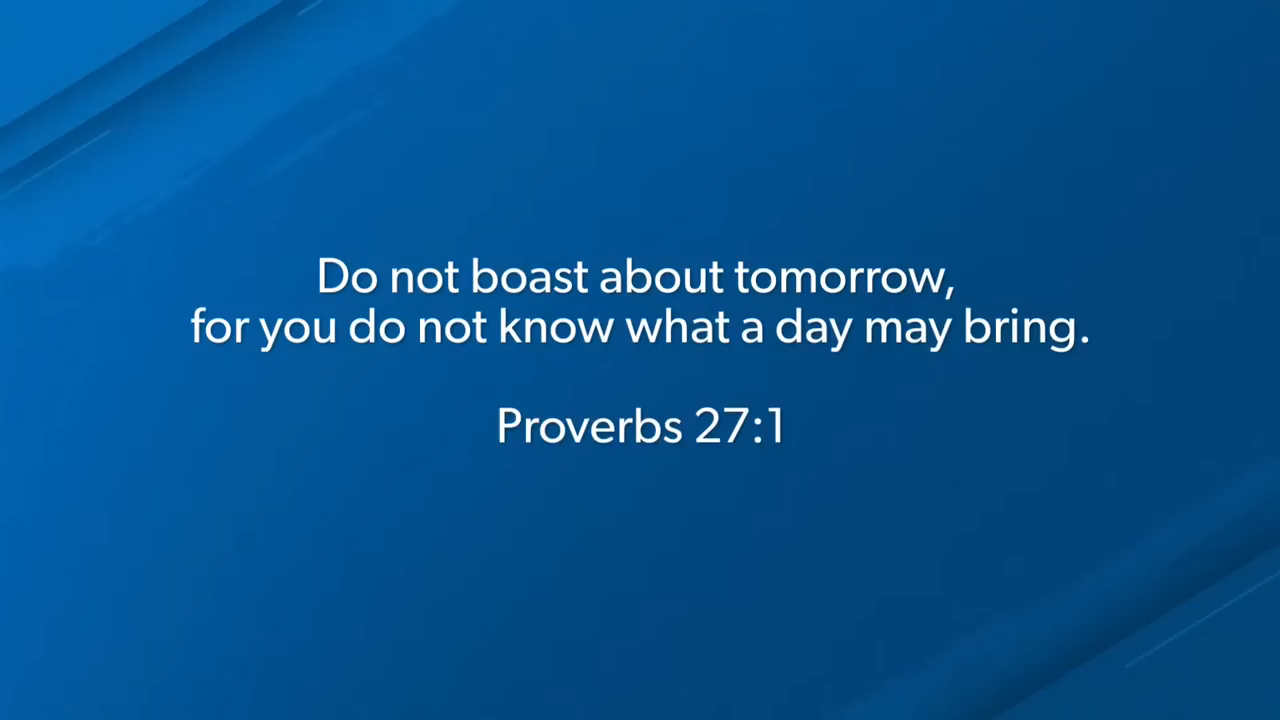 Do not boast about tomorrow,
for you do not know what a day may bring.
Proverbs 27:1